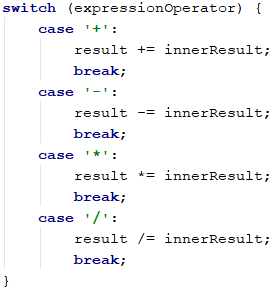 switch (expressionOperator) {
    case '+':
        result += innerResult;
        break;
    case '-':
        result -= innerResult;
        break;
    case '*':
        result *= innerResult;
        break;
    case '/':
        result /= innerResult;
        break;
}